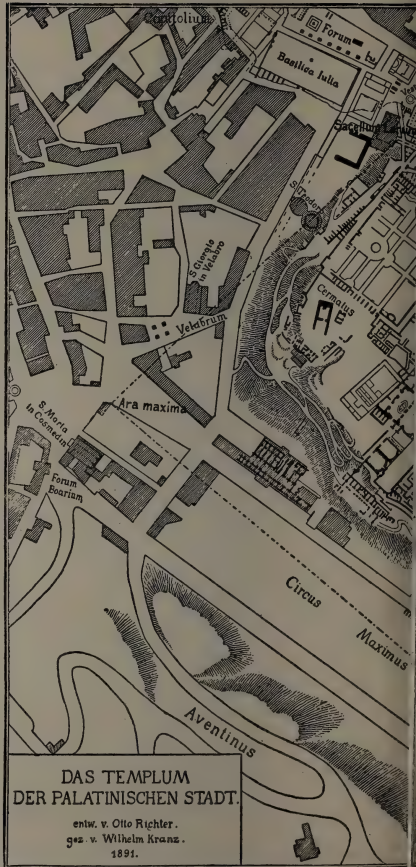 Capitolium
Forum
Basilica Iulia
Sacellum
S. Teodoro
S. Giorgio
in Velabro
Cermalus
Velabrum
Ara maxima
S. Maria
in Cosmedin
Forum
Boarium
Circus
Maximus
Aventinus
DAS TEMPLUM
DER PALATINISCHEN STADT.
entw. v. Otto Richter.
gez. v. Wilhelm Kranz.
1891.